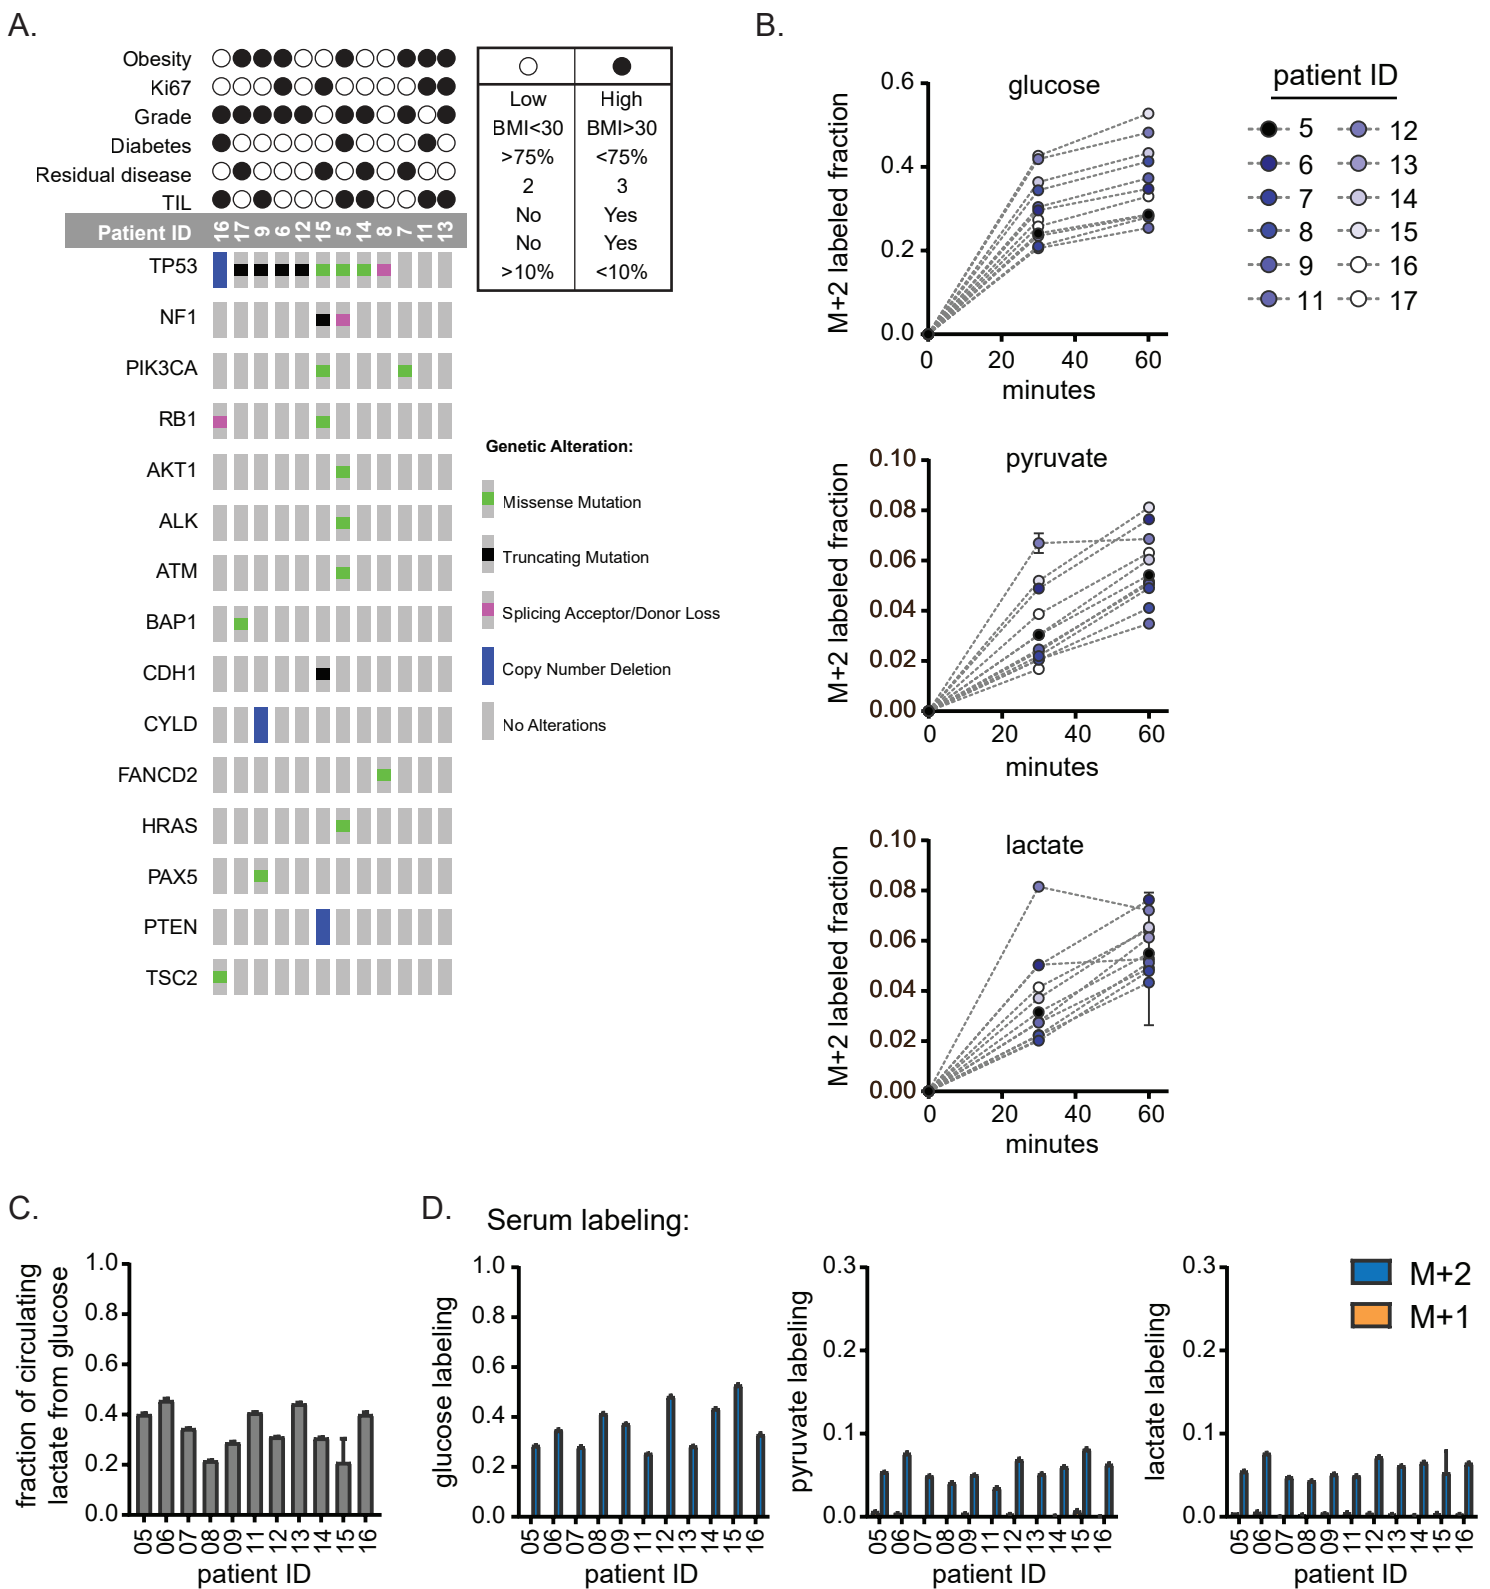 A.
Obesity
Ki67
Grade
Diabetes
Residual disease
TIL
Patient ID 16 17 9 6 12 15 5 14 8 7 11 13
TP53
NF1
PIK3CA
RB1
AKT1
ALK
ATM
BAP1
CDH1
CYLD
FANCD2
HRAS
PAX5
PTEN
TSC2
Low High
BMI<30 BMI>30
>75% <75%
2 3
No Yes
No Yes
>10% <10%
Genetic Alteration:
Missense Mutation
Truncating Mutation
Splicing Acceptor/Donor Loss
Copy Number Deletion
No Alterations
B.
glucose
M+2 labeled fraction
0.6
0.4
0.2
0.0
0 20 40 60
minutes
patient ID
5 12
6 13
7 14
8 15
9 16
11 17
pyruvate
M+2 labeled fraction
0.10
0.08
0.06
0.04
0.02
0.00
0 20 40 60
minutes
lactate
M+2 labeled fraction
0.10
0.08
0.06
0.04
0.02
0.00
0 20 40 60
minutes
C.
fraction of circulating
lactate from glucose
1.0
0.8
0.6
0.4
0.2
0.0
05 06 07 08 09 11 12 13 14 15 16
patient ID
D.
Serum labeling:
glucose labeling
1.0
0.8
0.6
0.4
0.2
0.0
05 06 07 08 09 11 12 13 14 15 16
patient ID
pyruvate labeling
0.3
0.2
0.1
0.0
05 06 07 08 09 11 12 13 14 15 16
patient ID
lactate labeling
0.3
0.2
0.1
0.0
05 06 07 08 09 11 12 13 14 15 16
patient ID
M+2
M+1